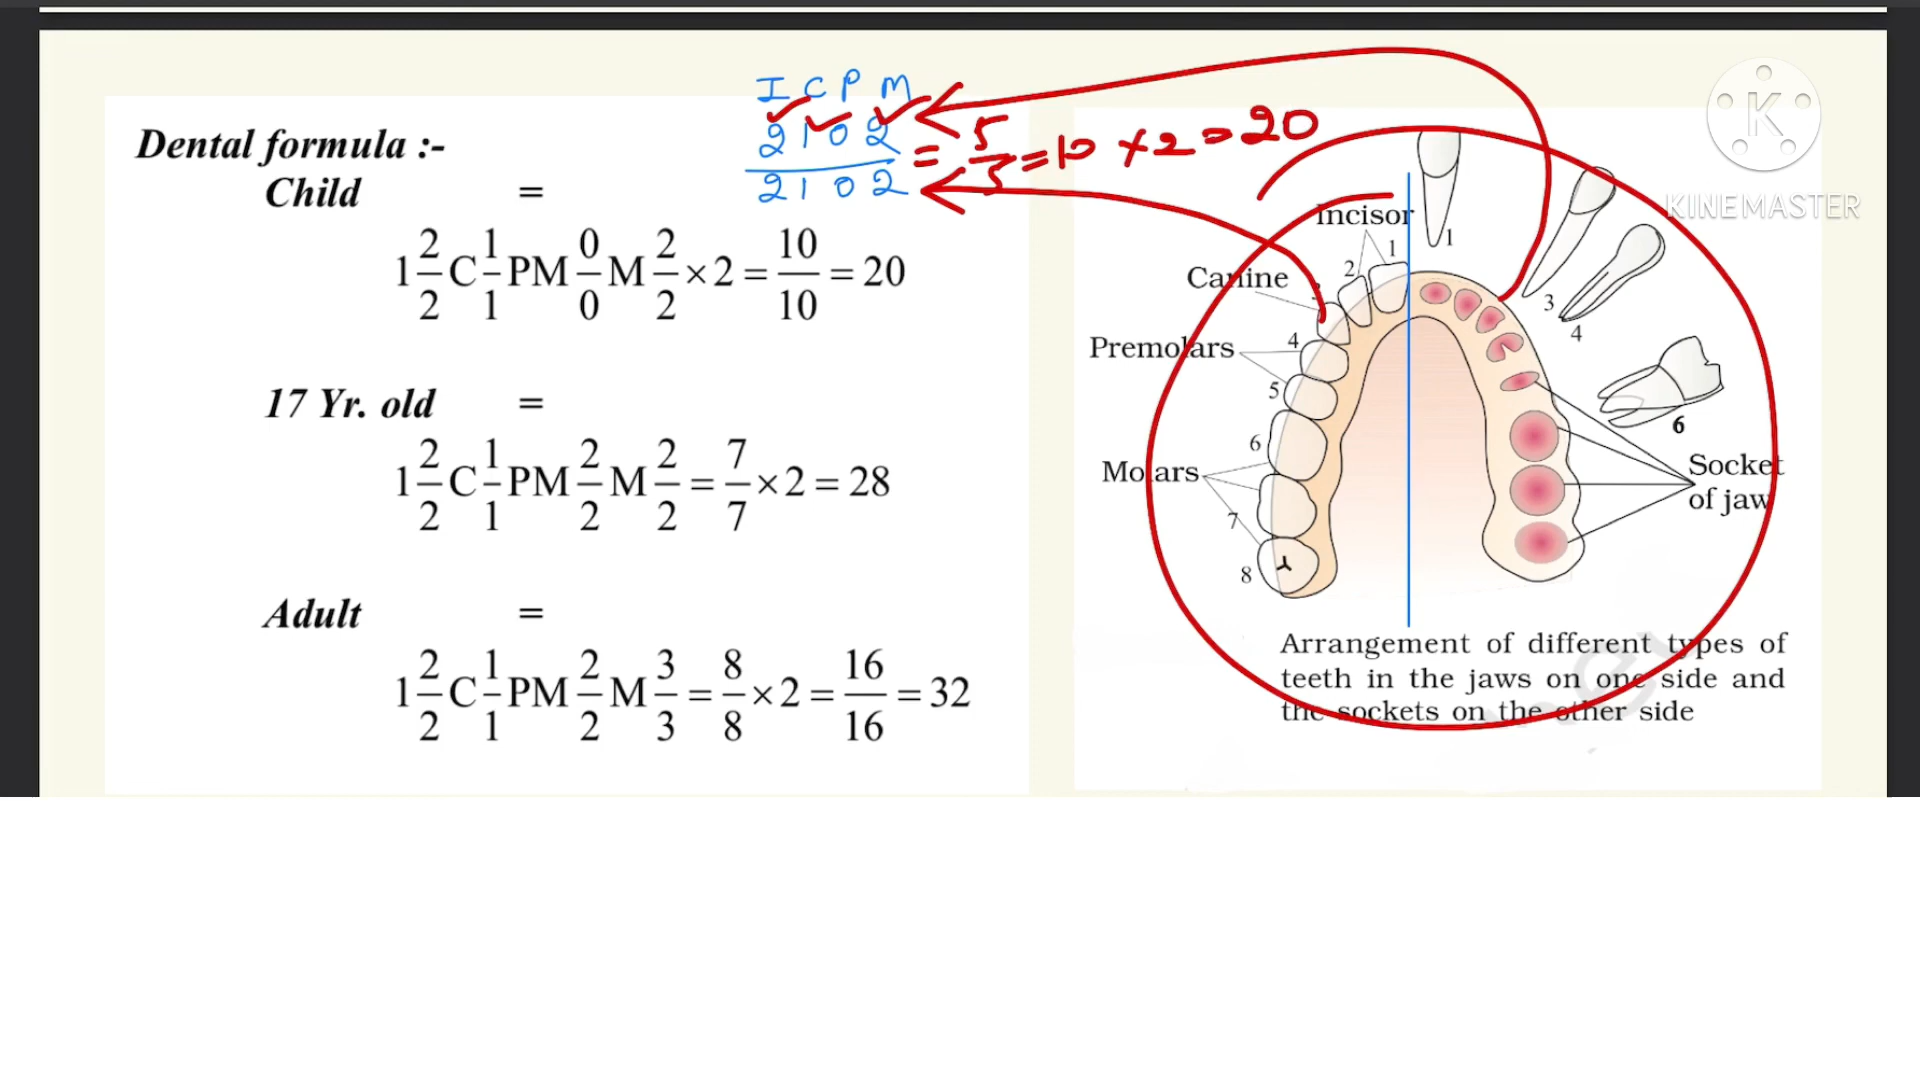 I C P M
2 1 0 2
2 1 0 2
= 5/5 = 10 × 2 = 20
Dental formula :-
Child =
1 2/2 C 1/1 PM 0/0 M 2/2 × 2 = 10/10 = 20
17 Yr. old =
1 2/2 C 1/1 PM 2/2 M 2/2 = 7/7 × 2 = 28
Adult =
1 2/2 C 1/1 PM 2/2 M 3/3 = 8/8 × 2 = 16/16 = 32
K
KINEMASTER
Incisor
Canine
Premolars
Molars
1
2
4
5
6
7
8
1
3
4
6
Socket
of jaw
Arrangement of different types of
teeth in the jaws on one side and
the sockets on the other side